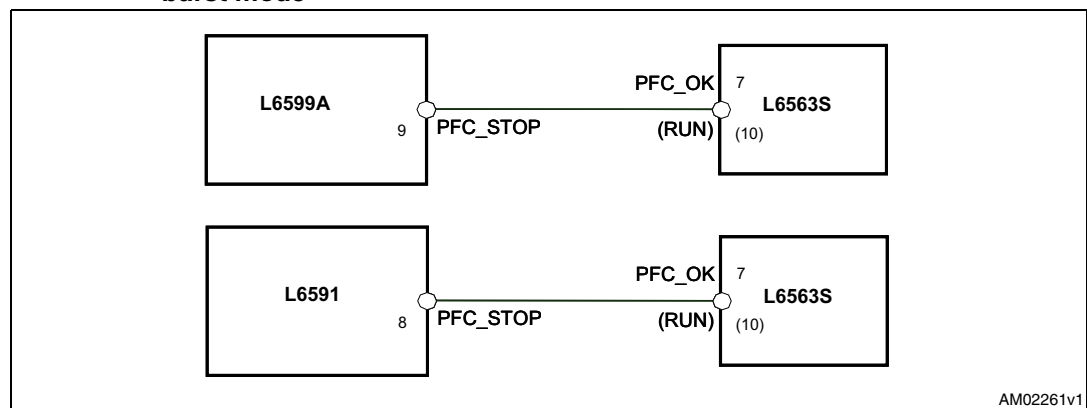 burst mode
L6599A
9
PFC_STOP
PFC_OK
7
L6563S
(RUN)
(10)
L6591
8
PFC_STOP
PFC_OK
7
L6563S
(RUN)
(10)
AM02261v1